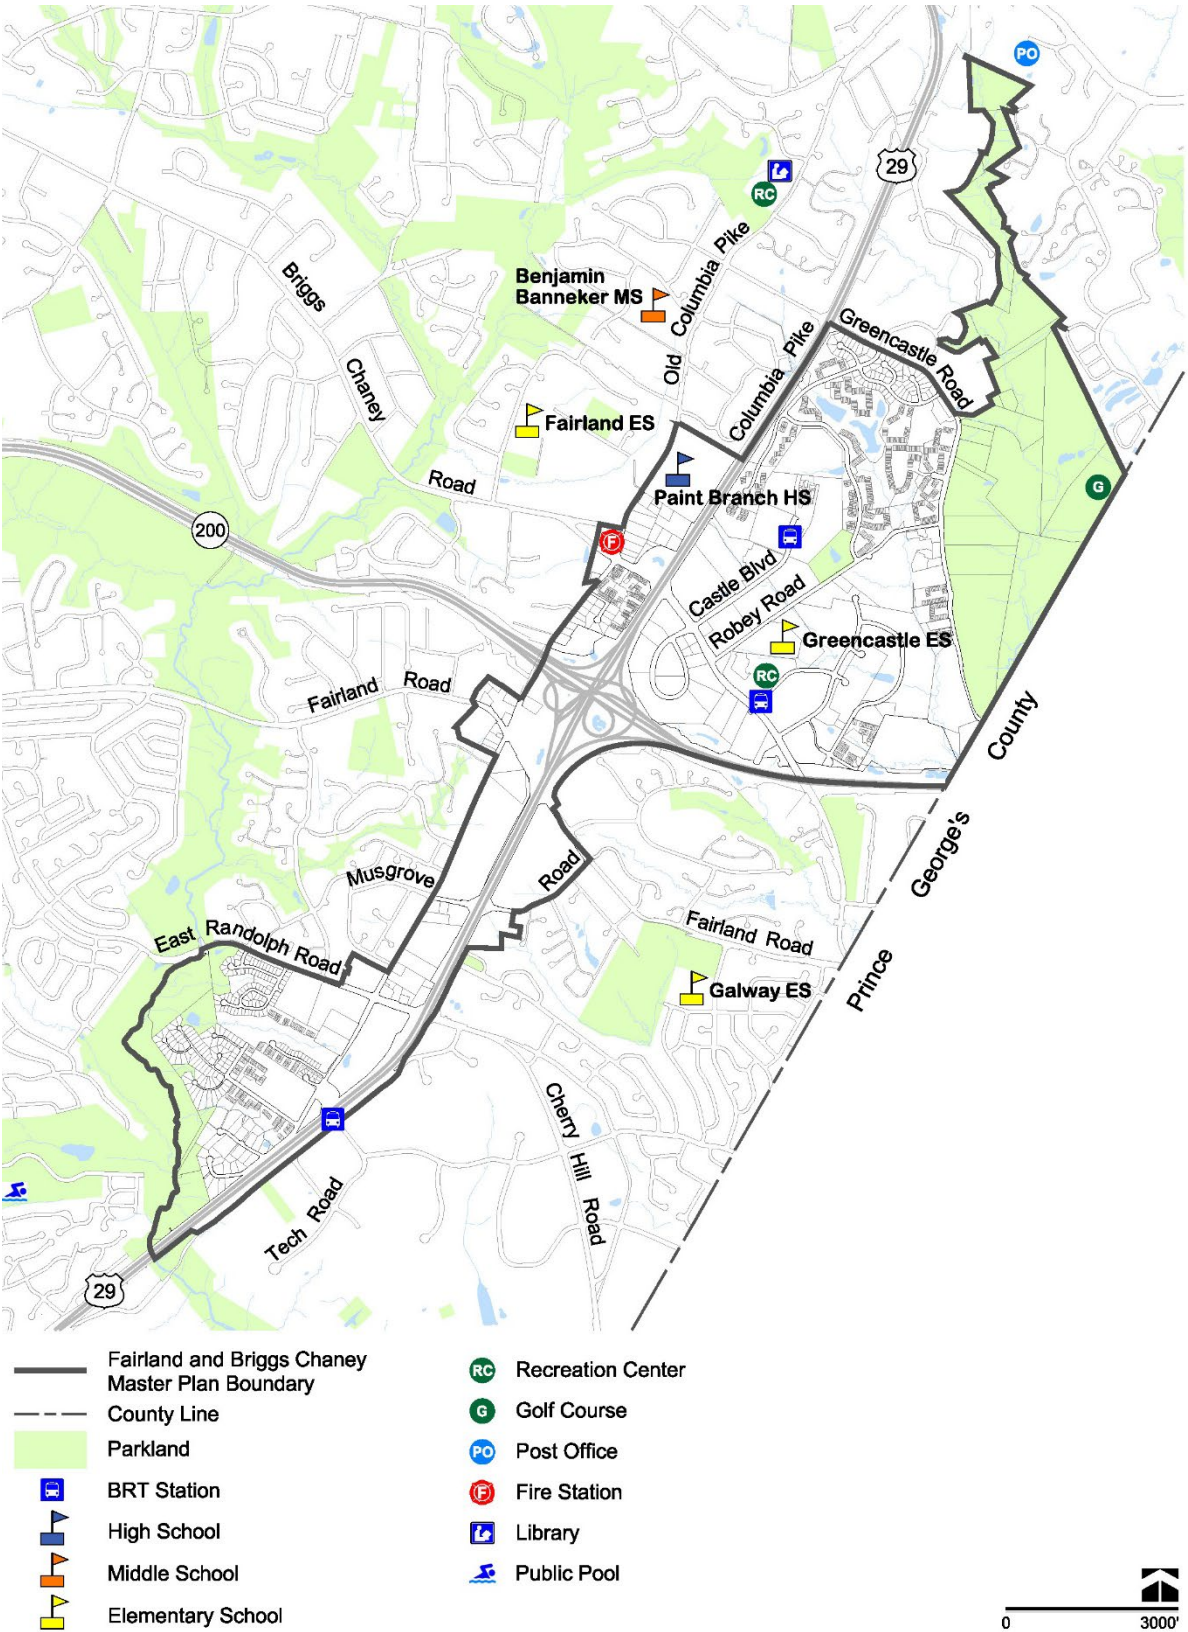 PO
29
RC
Old Columbia Pike
Briggs
Chaney
Road
Benjamin
Banneker MS
Columbia Pike
Greencastle Road
Fairland ES
Paint Branch HS
G
200
F
Castle Blvd
Robey Road
Greencastle ES
RC
Fairland Road
County
George's
Prince
Musgrove
Road
East Randolph Road
Fairland Road
Galway ES
Cherry
Hill
Road
Tech Road
29
Fairland and Briggs Chaney
Master Plan Boundary
County Line
Parkland
BRT Station
High School
Middle School
Elementary School
RC Recreation Center
G Golf Course
PO Post Office
F Fire Station
Library
Public Pool
0 3000'